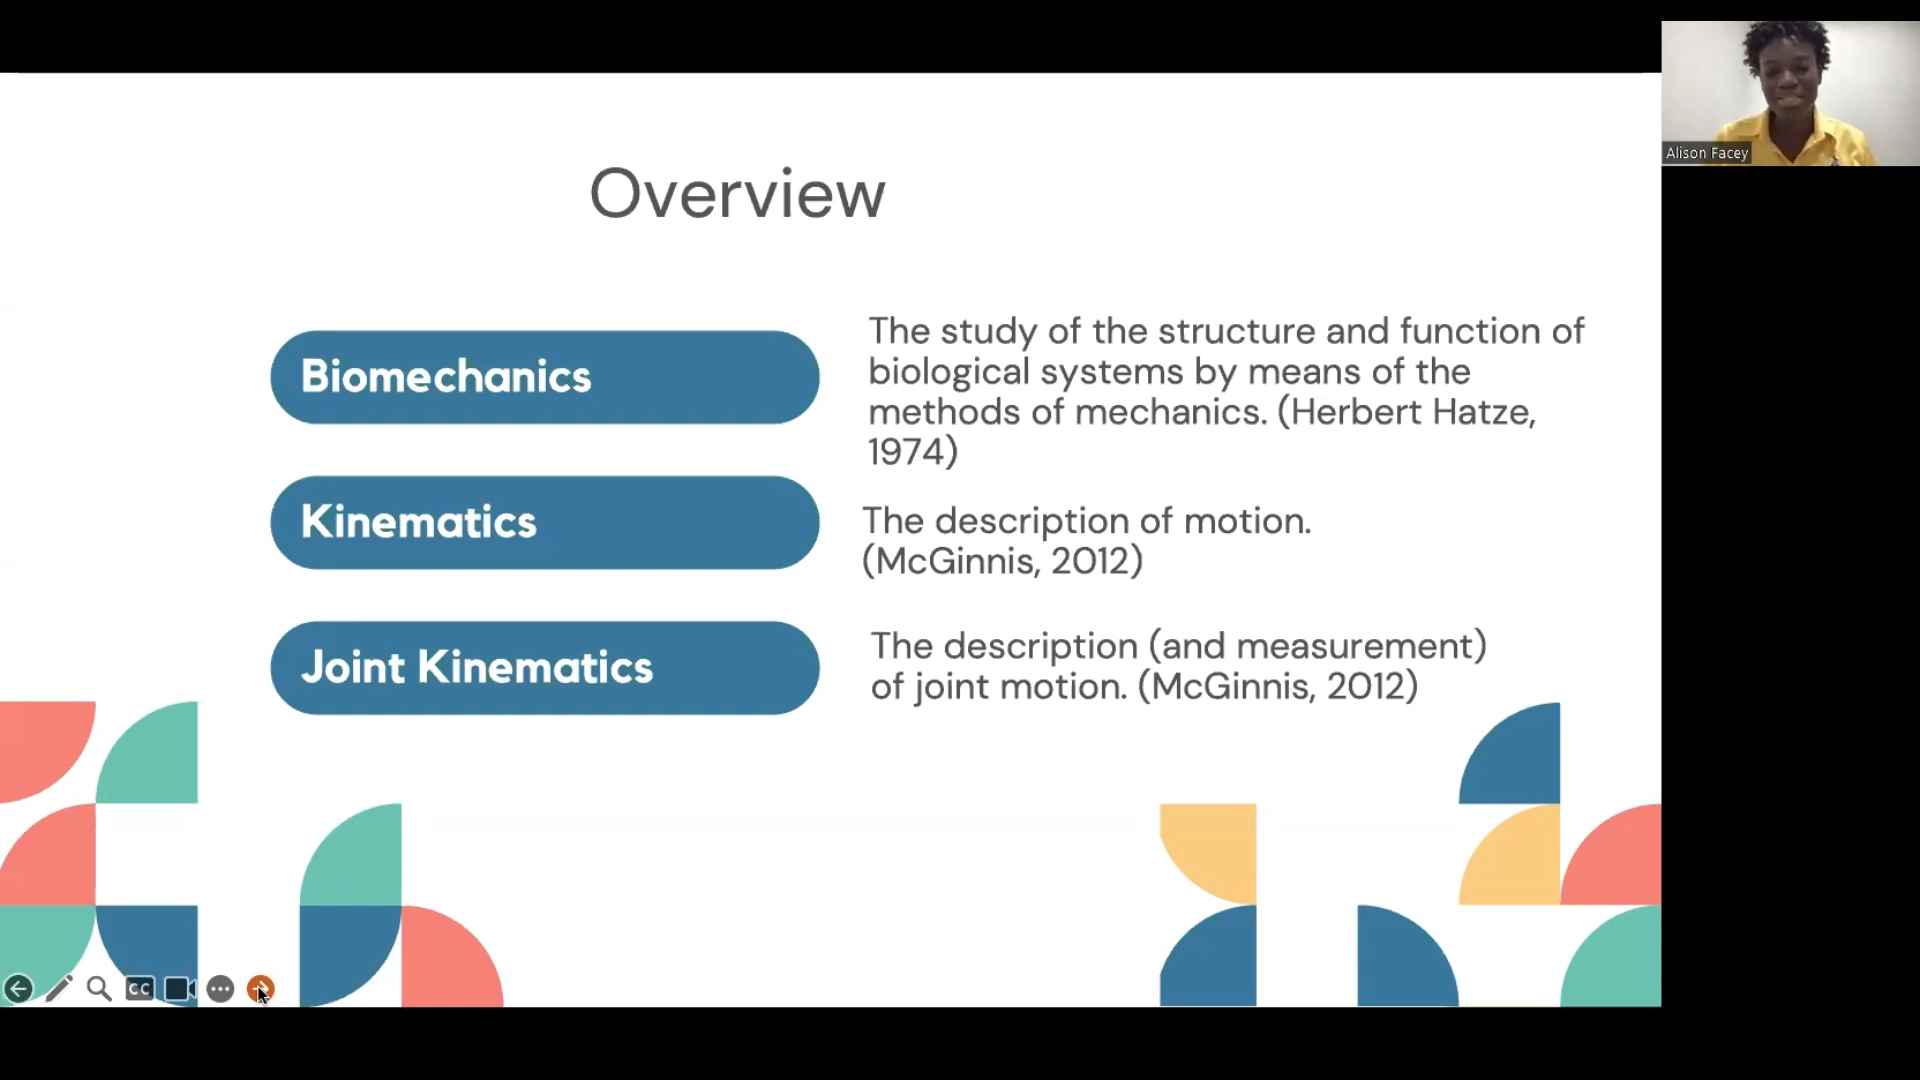 Alison Facey
Overview
Biomechanics
The study of the structure and function of
biological systems by means of the
methods of mechanics. (Herbert Hatze,
1974)
Kinematics
The description of motion.
(McGinnis, 2012)
Joint Kinematics
The description (and measurement)
of joint motion. (McGinnis, 2012)
CC